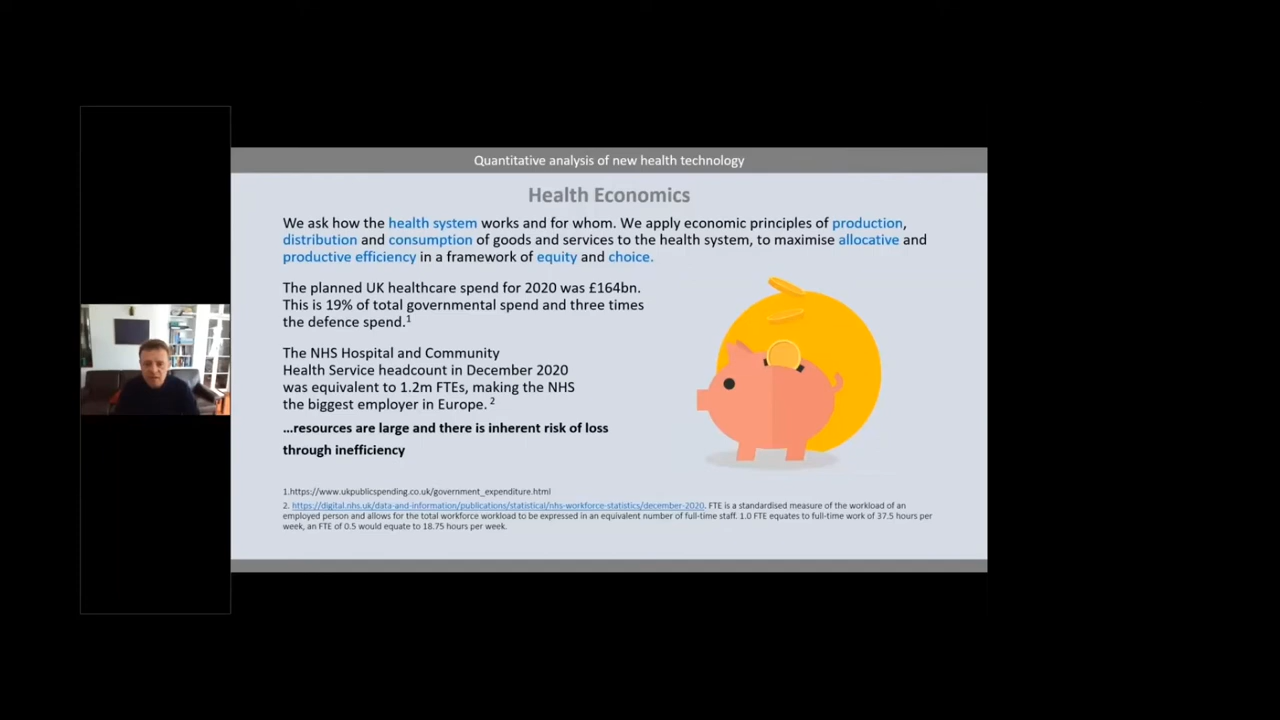 Quantitative analysis of new health technology
Health Economics
We ask how the health system works and for whom. We apply economic principles of production,
distribution and consumption of goods and services to the health system, to maximise allocative and
productive efficiency in a framework of equity and choice.
The planned UK healthcare spend for 2020 was £164bn.
This is 19% of total governmental spend and three times
the defence spend.1
The NHS Hospital and Community
Health Service headcount in December 2020
was equivalent to 1.2m FTEs, making the NHS
the biggest employer in Europe. 2
...resources are large and there is inherent risk of loss
through inefficiency
1.https://www.ukpublicspending.co.uk/government_expenditure.html
2. https://digital.nhs.uk/data-and-information/publications/statistical/nhs-workforce-statistics/december-2020. FTE is a standardised measure of the workload of an
employed person and allows for the total workforce workload to be expressed in an equivalent number of full-time staff. 1.0 FTE equates to full-time work of 37.5 hours per
week, an FTE of 0.5 would equate to 18.75 hours per week.